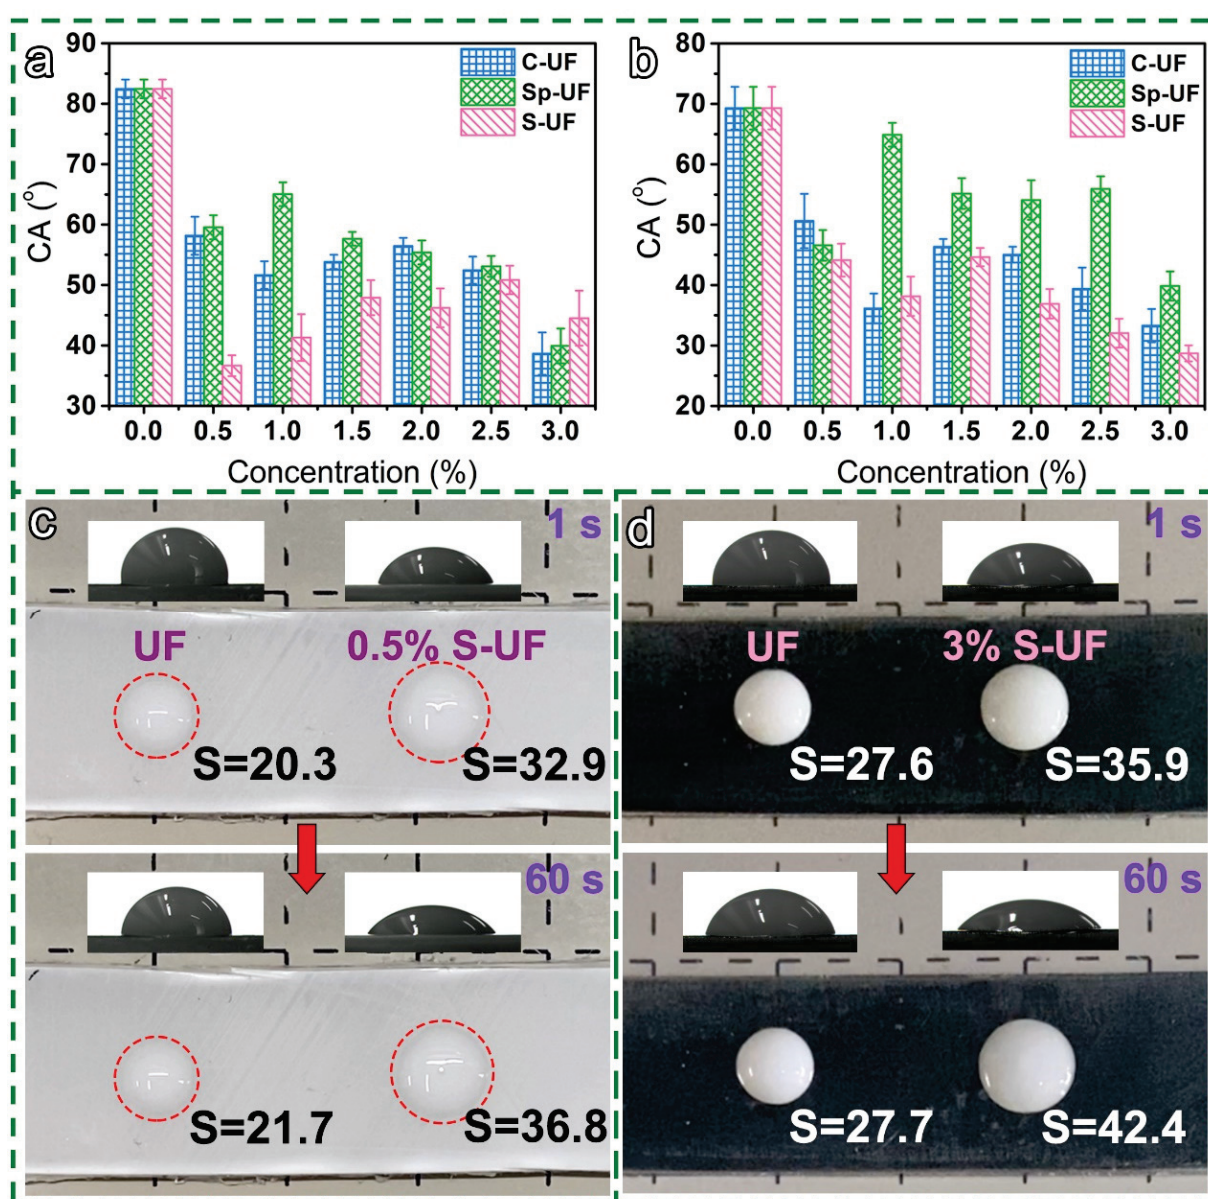 a
C-UF
Sp-UF
S-UF
90
80
70
60
50
40
30
CA (°)
0.0 0.5 1.0 1.5 2.0 2.5 3.0
Concentration (%)
b
C-UF
Sp-UF
S-UF
80
70
60
50
40
30
20
CA (°)
0.0 0.5 1.0 1.5 2.0 2.5 3.0
Concentration (%)
c
1 s
UF 0.5% S-UF
S=20.3 S=32.9
60 s
S=21.7 S=36.8
d
1 s
UF 3% S-UF
S=27.6 S=35.9
60 s
S=27.7 S=42.4